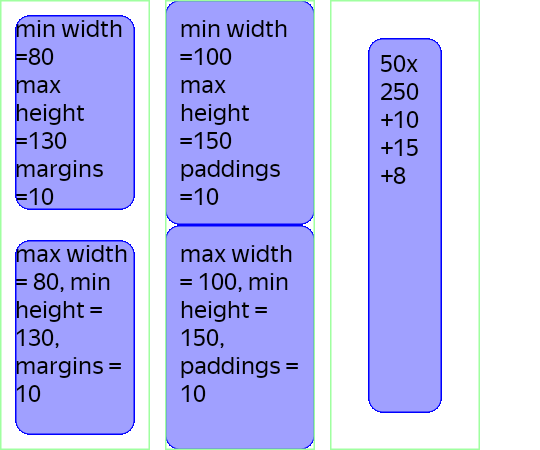 min width
=80
max
height
=130
margins
=10
max width
= 80, min
height =
130,
margins =
10
min width
=100
max
height
=150
paddings
=10
max width
= 100, min
height =
150,
paddings =
10
50x
250
+10
+15
+8